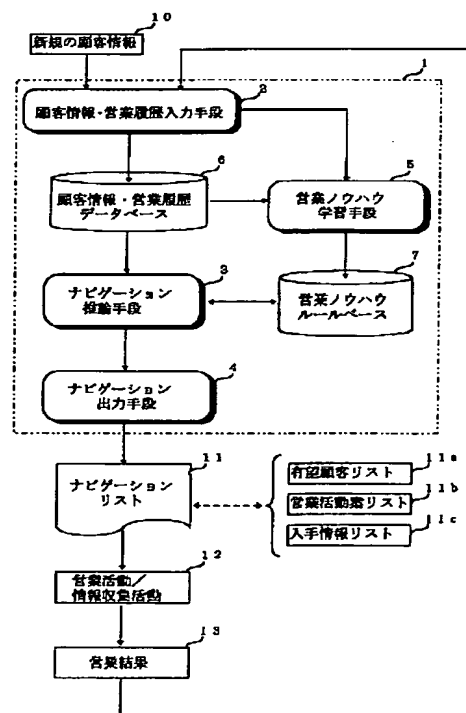 10
新規の顧客情報
1
2
顧客情報・営業履歴入力手段
6
顧客情報・営業履歴
データベース
5
営業ノウハウ
学習手段
3
ナビゲーション
推論手段
7
営業ノウハウ
ルールベース
4
ナビゲーション
出力手段
11
ナビゲーション
リスト
11a
有望顧客リスト
11b
営業活動案リスト
11c
入手情報リスト
12
営業活動／
情報収集活動
13
営業結果